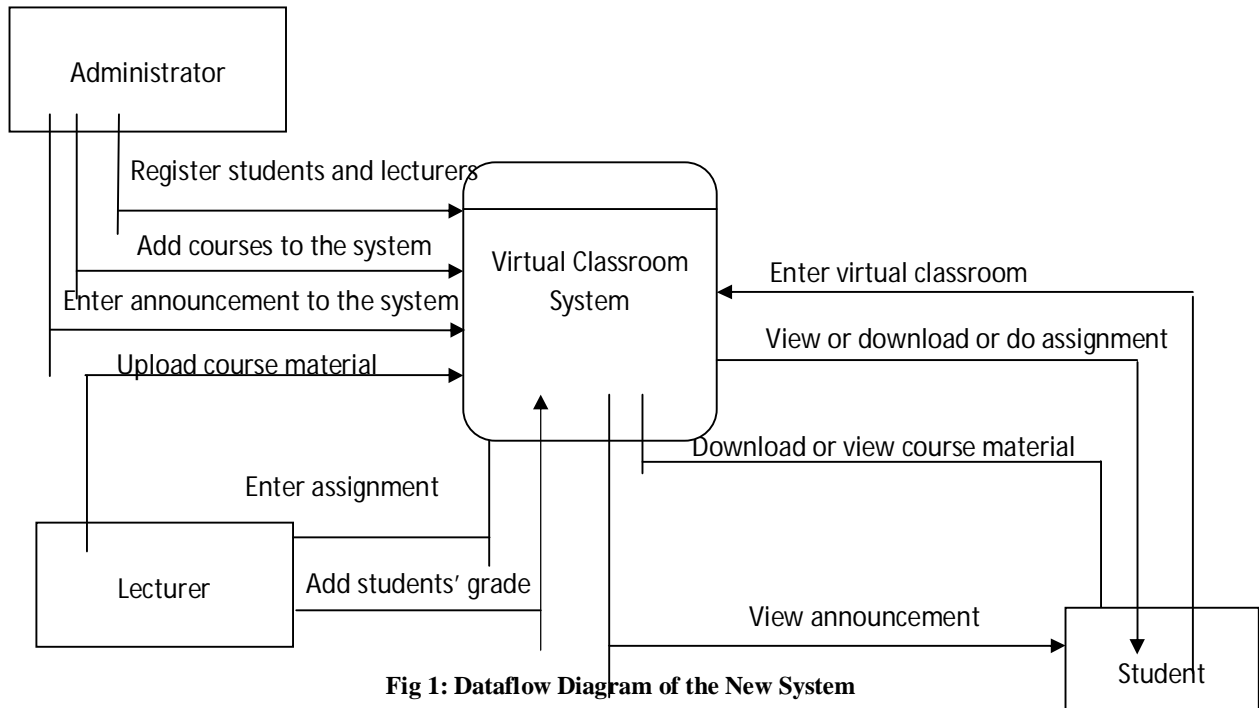 Administrator
Register students and lecturers
Add courses to the system
Enter announcement to the system
Upload course material
Virtual Classroom
System
Enter virtual classroom
View or download or do assignment
Download or view course material
Enter assignment
Lecturer
Add students’ grade
View announcement
Student
Fig 1: Dataflow Diagram of the New System